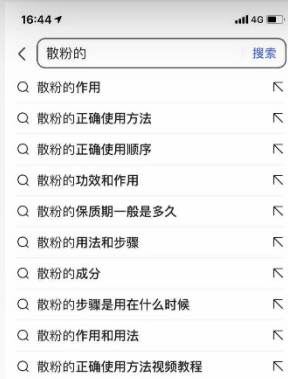 16:44 4G
散粉的 搜索
散粉的作用
散粉的正确使用方法
散粉的正确使用顺序
散粉的功效和作用
散粉的保质期一般是多久
散粉的用法和步骤
散粉的成分
散粉的步骤是用在什么时候
散粉的作用和用法
散粉的正确使用方法视频教程